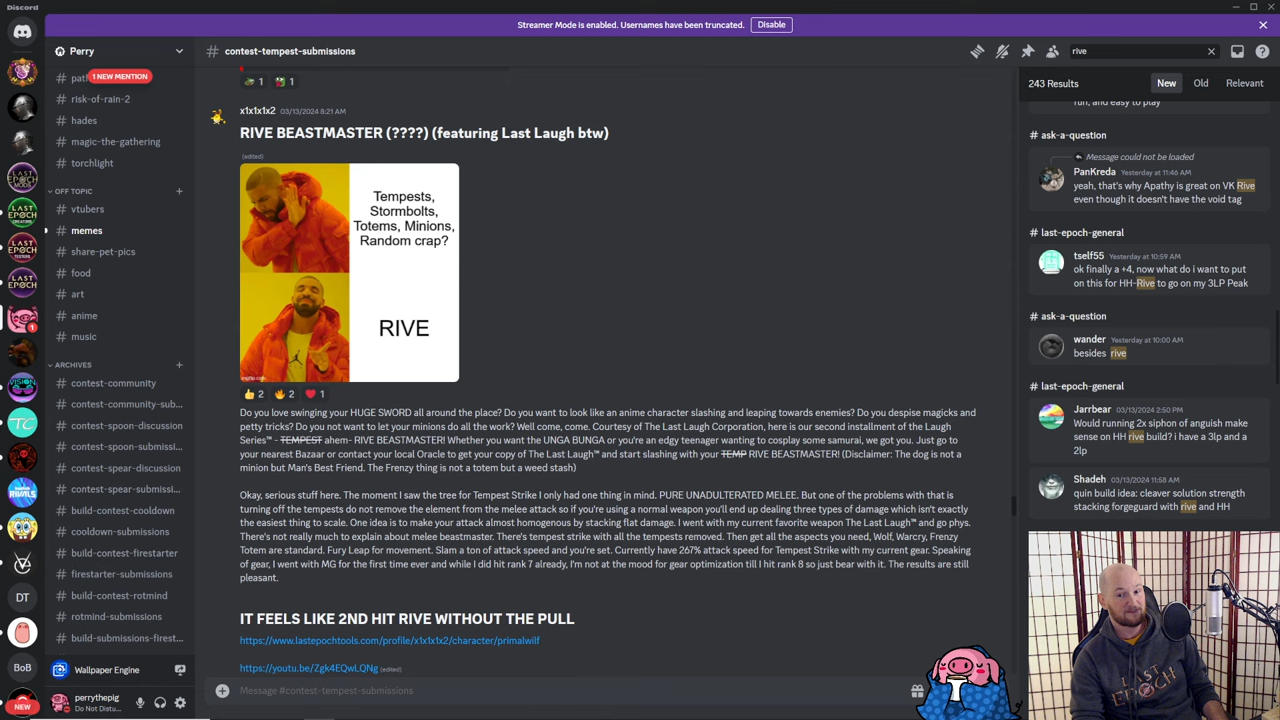 Discord
Streamer Mode is enabled. Usernames have been truncated.
Disable
Perry
1 NEW MENTION
risk-of-rain-2
hades
magic-the_gathering
torchlight
OFF TOPIC
vtubers
memes
share-pet-pics
food
art
anime
music
ARCHIVES
contest-community
contest-community-sub...
contest-spoon-discussion
contest-spoon-submissi...
contest-spear-discussion
contest-spear-submissi...
build-contest-cooldown
cooldown-submissions
build-contest-firestarter
firestarter-submissions
build-contest-rotmind
rotmind-submissions
build-submissions-firest...
Wallpaper Engine
perrythepig
Do Not Distu...
LAST EPOCH
LAST EPOCH
LAST EPOCH
LAST EPOCH
1
VISION
TC
RIVALS
DT
BoB
NEW
# contest-tempest-submissions
1 1
x1x1x1x2 03/13/2024 8:21 AM
RIVE BEASTMASTER (????) (featuring Last Laugh btw)
(edited)
Tempests,
Stormbolts,
Totems, Minions,
Random crap?
RIVE
imgflip.com
2 2 1
Do you love swinging your HUGE SWORD all around the place? Do you want to look like an anime character slashing and leaping towards enemies? Do you despise magicks and
petty tricks? Do you not want to let your minions do all the work? Well come, come. Courtesy of The Last Laugh Corporation, here is our second installment of the Laugh
Series™ - TEMPEST ahem- RIVE BEASTMASTER! Whether you want the UNGA BUNGA or you're an edgy teenager wanting to cosplay some samurai, we got you. Just go to
your nearest Bazaar or contact your local Oracle to get your copy of The Last Laugh™ and start slashing with your TEMP RIVE BEASTMASTER! (Disclaimer: The dog is not a
minion but Man's Best Friend. The Frenzy thing is not a totem but a weed stash)
Okay, serious stuff here. The moment I saw the tree for Tempest Strike I only had one thing in mind. PURE UNADULTERATED MELEE. But one of the problems with that is
turning off the tempests do not remove the element from the melee attack so if you're using a normal weapon you'll end up dealing three types of damage which isn't exactly
the easiest thing to scale. One idea is to make your attack almost homogenous by stacking flat damage. I went with my current favorite weapon The Last Laugh™ and go phys.
There's not really much to explain about melee beastmaster. There's tempest strike with all the tempests removed. Then get all the aspects you need, Wolf, Warcry, Frenzy
Totem are standard. Fury Leap for movement. Slam a ton of attack speed and you're set. Currently have 267% attack speed for Tempest Strike with my current gear. Speaking
of gear, I went with MG for the first time ever and while I did hit rank 7 already, I'm not at the mood for gear optimization till I hit rank 8 so just bear with it. The results are still
pleasant.
IT FEELS LIKE 2ND HIT RIVE WITHOUT THE PULL
https://www.lastepochtools.com/profile/x1x1x1x2/character/primalwilf
https://youtu.be/Zgk4EQwLQNg (edited)
Message #contest-tempest-submissions
rive
243 Results
New
Old
Relevant
run, and easy to play
# ask-a-question
Message could not be loaded
PanKreda Yesterday at 11:46 AM
yeah, that's why Apathy is great on VK Rive
even though it doesn't have the void tag
# last-epoch-general
tself55 Yesterday at 10:59 AM
ok finally a +4, now what do i want to put
on this for HH-Rive to go on my 3LP Peak
# ask-a-question
wander Yesterday at 10:00 AM
besides rive
# last-epoch-general
Jarrbear 03/13/2024 2:50 PM
Would running 2x siphon of anguish make
sense on HH rive build? i have a 3lp and a
2lp
Shadeh 03/13/2024 11:58 AM
quin build idea: cleaver solution strength
stacking forgeguard with rive and HH
LAST
EPOCH